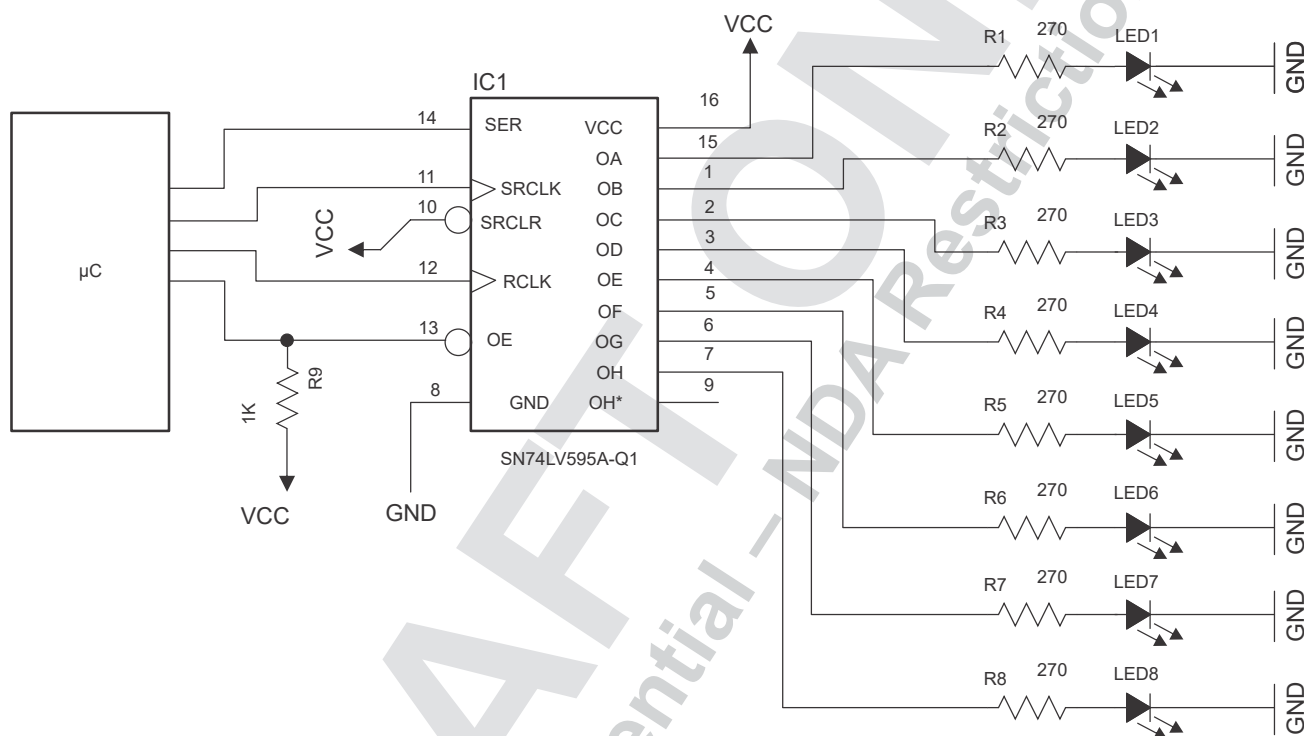 VCC
IC1
µC
14
SER
11
SRCLK
10
SRCLR
VCC
12
RCLK
13
OE
8
GND
1K
R9
VCC
GND
VCC
16
OA
15
OB
1
OC
2
OD
3
OE
4
OF
5
OG
6
OH
7
OH*
9
SN74LV595A-Q1
R1
270
LED1
GND
R2
270
LED2
GND
R3
270
LED3
GND
R4
270
LED4
GND
R5
270
LED5
GND
R6
270
LED6
GND
R7
270
LED7
GND
R8
270
LED8
GND
NDA